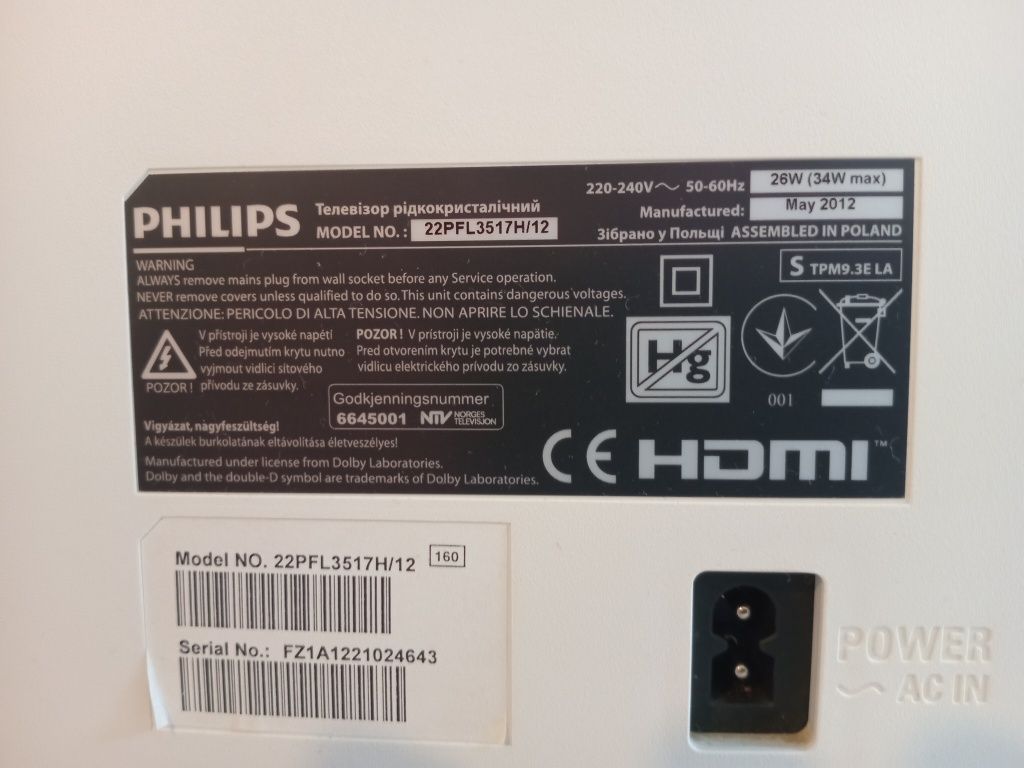 PHILIPS
Телевізор рідкокристалічний
MODEL NO. : 22PFL3517H/12
220-240V ~ 50-60Hz 26W (34W max)
Manufactured: May 2012
Зібрано у Польщі ASSEMBLED IN POLAND
WARNING
ALWAYS remove mains plug from wall socket before any Service operation.
NEVER remove covers unless qualified to do so. This unit contains dangerous voltages.
ATTENZIONE: PERICOLO DI ALTA TENSIONE. NON APRIRE LO SCHIENALE.
S TPM9.3E LA
POZOR !
V přístroji je vysoké napětí
Před odejmutím krytu nutno
vyjmout vidlici síťového
přívodu ze zásuvky.
POZOR ! V prístroji je vysoké napätie.
Pred otvorením krytu je potrebné vybrat
vidlicu elektrického prívodu zo zásuvky.
Hg
001
Godkjenningsnummer
6645001 NTV NORGES
TELEVISJON
Vigyázat, nagyfeszültség!
A készülek burkolatának eltávolítása életveszélyes!
Manufactured under license from Dolby Laboratories.
Dolby and the double-D symbol are trademarks of Dolby Laboratories.
CE HDMI™
Model NO. 22PFL3517H/12 160
Serial No.: FZ1A1221024643
POWER
~ AC IN